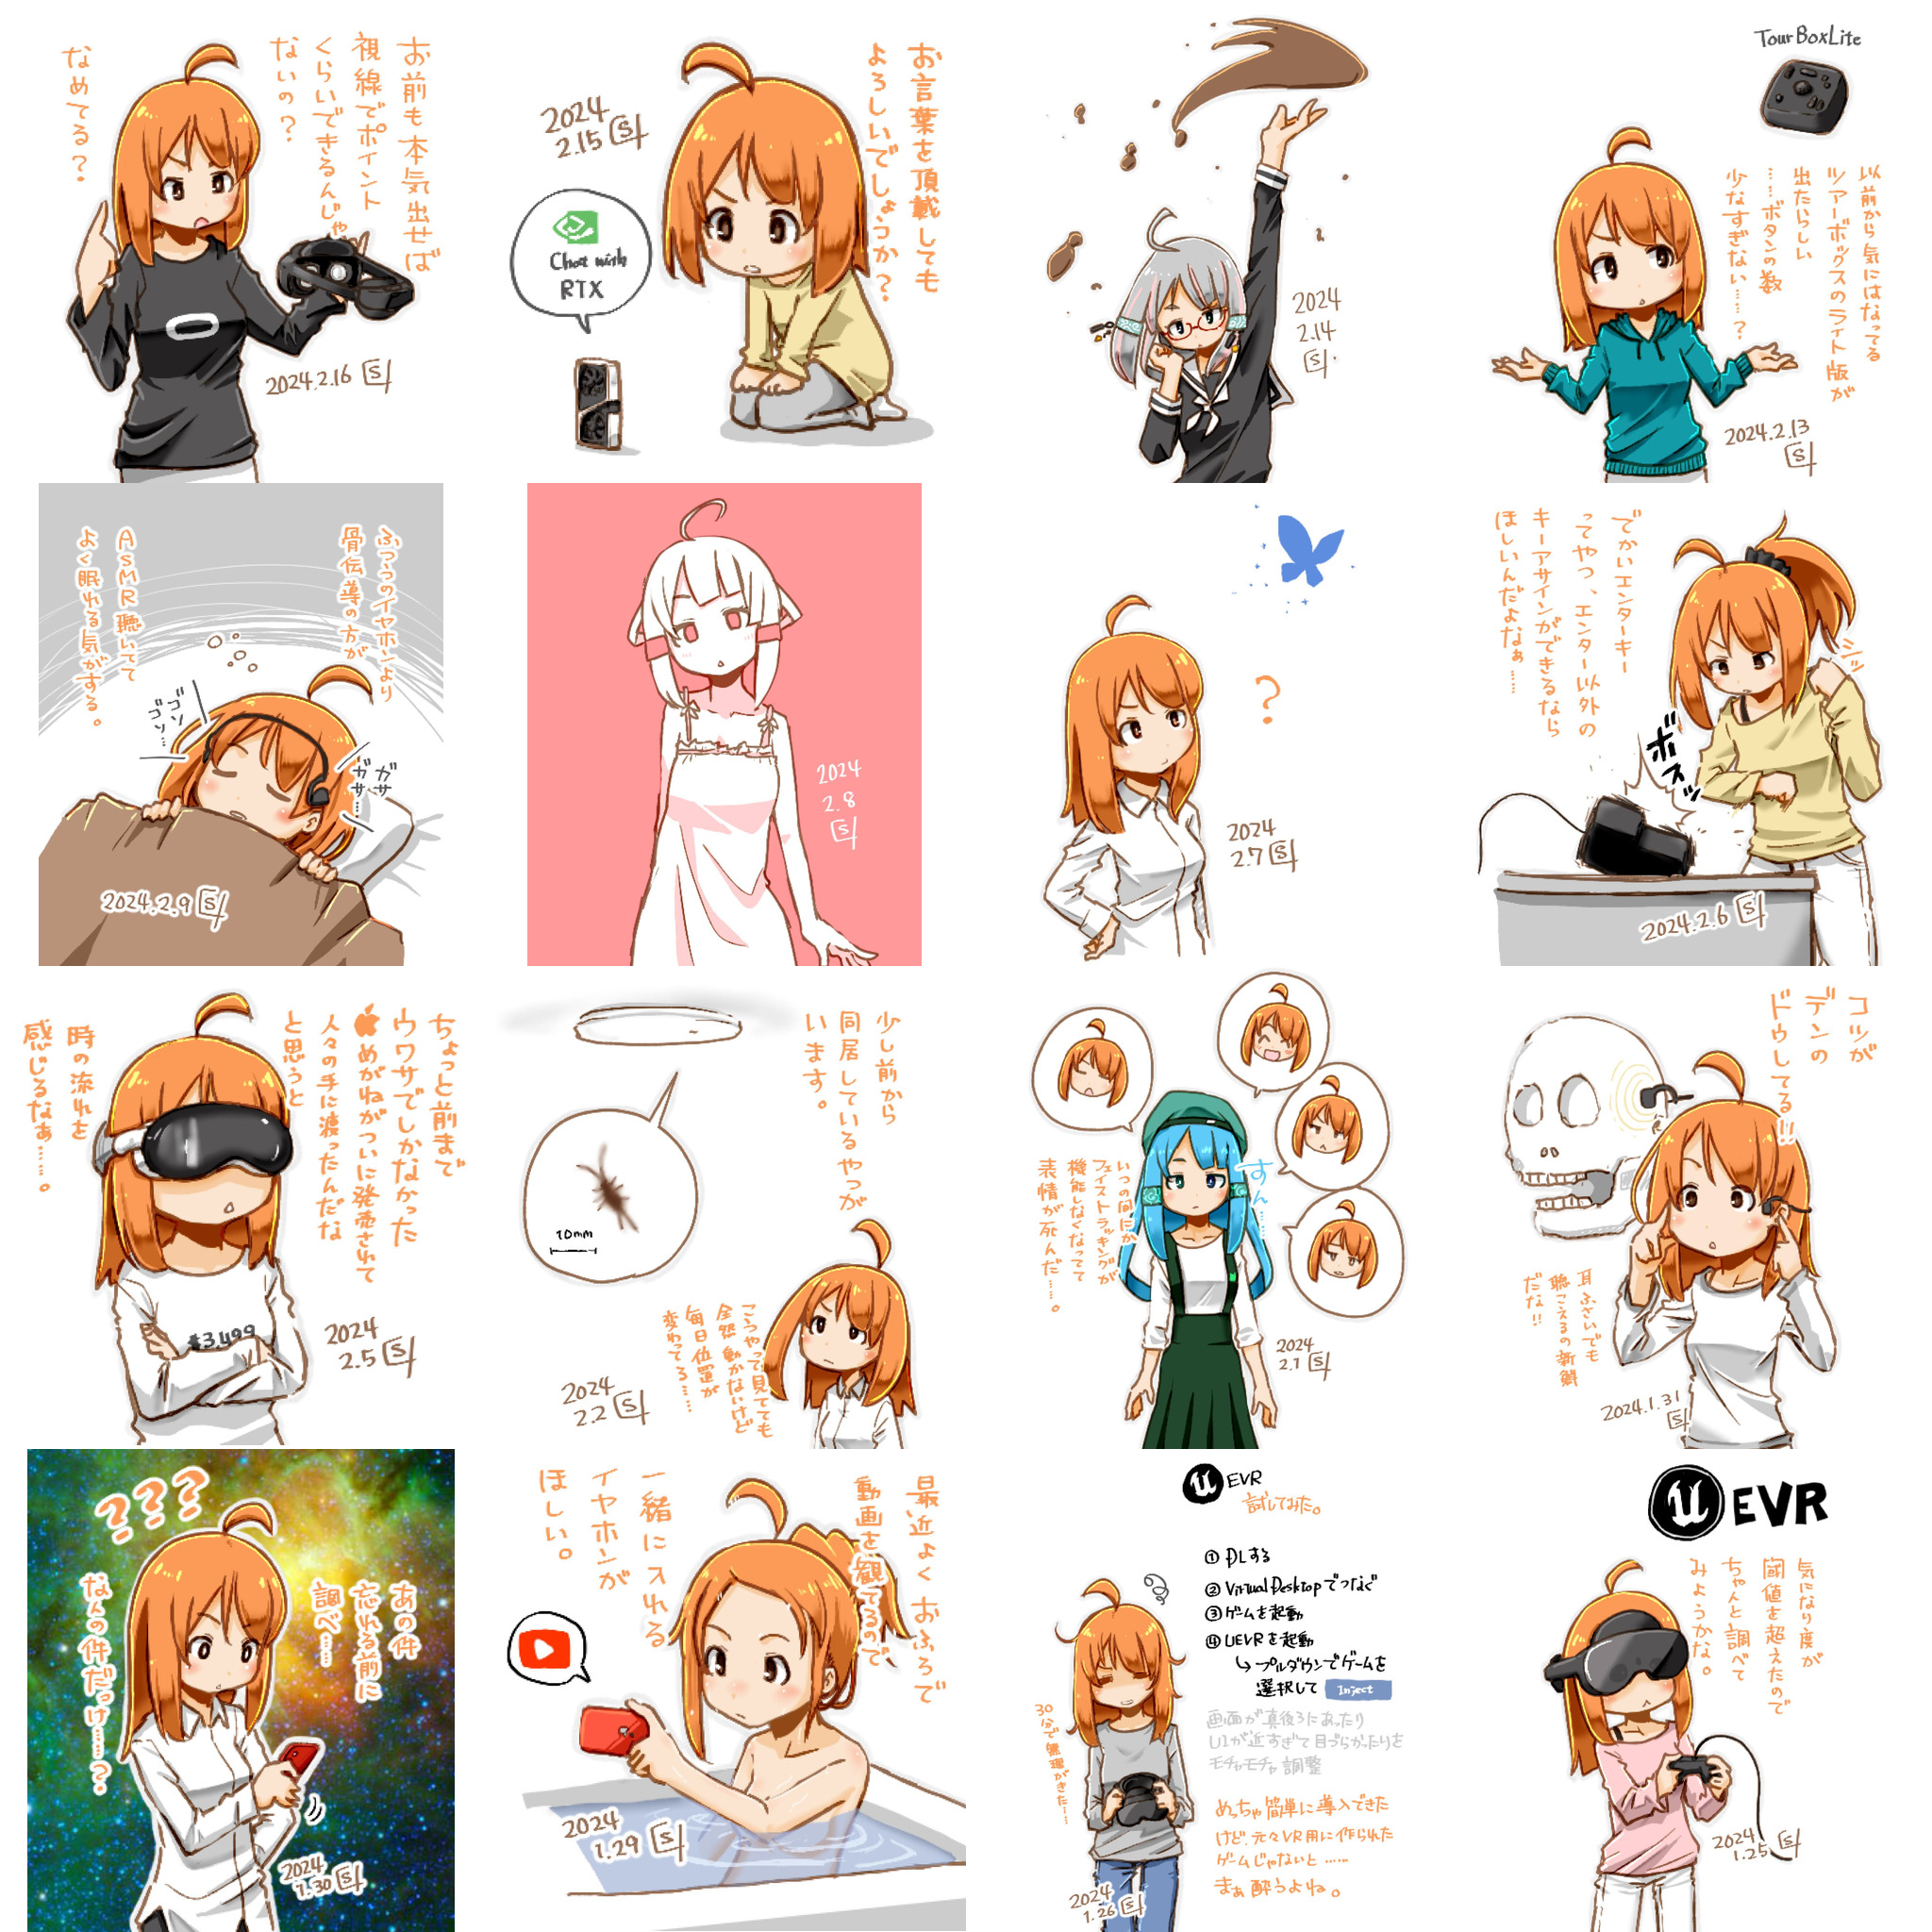 お前も本気出せば
視線でポイント
くらいできるんじゃ
ないの？
なめてる？
2024.2.16
お言葉を頂戴しても
よろしいでしょうか？
2024
2.15
Chat with
RTX
2024
2.14
TourBoxLite
以前から気にはなってる
ツアーボックスのライト版が
出たらしい
……ボタンの数
少なすぎない……？
2024.2.13
ふつうのイヤホンより
骨伝導の方が
ASMR聴いてて
よく眠れる気がする。
ゴソ
ゴソ…
ガサ
ガサ…
2024.2.9
2024
2.8
？
2024
2.7
でかいエンターキー
ってやつ、エンター以外の
キーアサインができるなら
ほしいんだよなぁ……
ボスッ
2024.2.6
ちょっと前まで
ウワサでしかなかった
めがねがついに発売されて
人々の手に渡ったんだな
と思うと
時の流れを
感じるなぁ……。
$3,499
2024
2.5
少し前から
同居しているやつが
います。
10mm
こうやって見てても
全然動かないけど
毎日位置が
変わってる……
2024
2.2
すん……
いつの間にか
フェイストラッキングが
機能しなくなってて
表情が死んだ……。
2024
2.1
コツが
デンの
ドウしてる!!
耳ふさいでも
聴こえるの新鮮
だな!!
2024.1.31
???
あの件
忘れる前に
調べ…
なんの件だっけ……？
2024
1.30
最近よくおふろで
動画を観てるので
一緒に入れる
イヤホンが
ほしい。
2024
1.29
EVR
試してみた。
① DLする
② Virtual Desktopでつなぐ
③ ゲームを起動
④ UEVRを起動
↳ プルダウンでゲームを
選択して Inject
画面が真後ろにあったり
UIが近すぎて目づらかったりを
モチャモチャ調整
30分で無理がきた…
めっちゃ簡単に導入できた
けど、元々VR用に作られた
ゲームじゃないと……
まぁ酔うよね。
2024
1.26
EVR
気になり度が
閾値を超えたので
ちゃんと調べて
みようかな。
2024
1.25